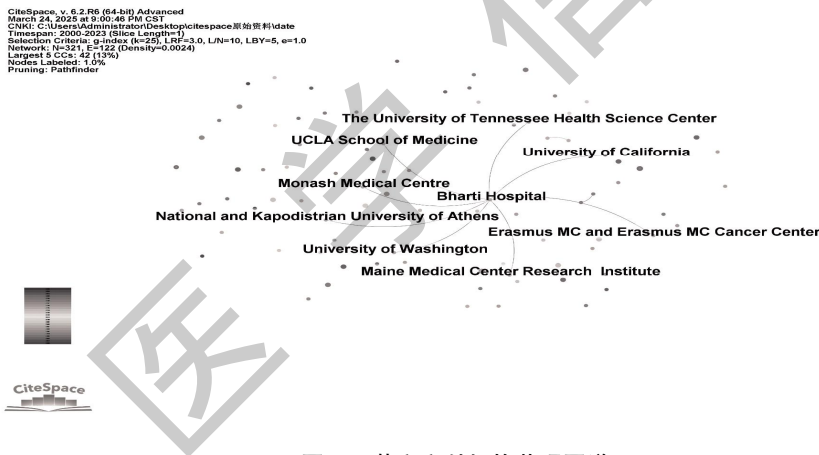 CiteSpace, v. 6.2.R6 (64-bit) Advanced
March 24, 2025 at 9:00:46 PM CST
CNKI: C:\Users\Administrator\Desktop\citespace原始资料\date
Timespan: 2000-2023 (Slice Length=1)
Selection Criteria: g-index (k=25), LRF=3.0, L/N=10, LBY=5, e=1.0
Network: N=321, E=122 (Density=0.0024)
Largest 5 CCs: 42 (13%)
Nodes Labeled: 1.0%
Pruning: Pathfinder
The University of Tennessee Health Science Center
UCLA School of Medicine
University of California
Monash Medical Centre
Bharti Hospital
National and Kapodistrian University of Athens
Erasmus MC and Erasmus MC Cancer Center
University of Washington
Maine Medical Center Research Institute
CiteSpace
医学